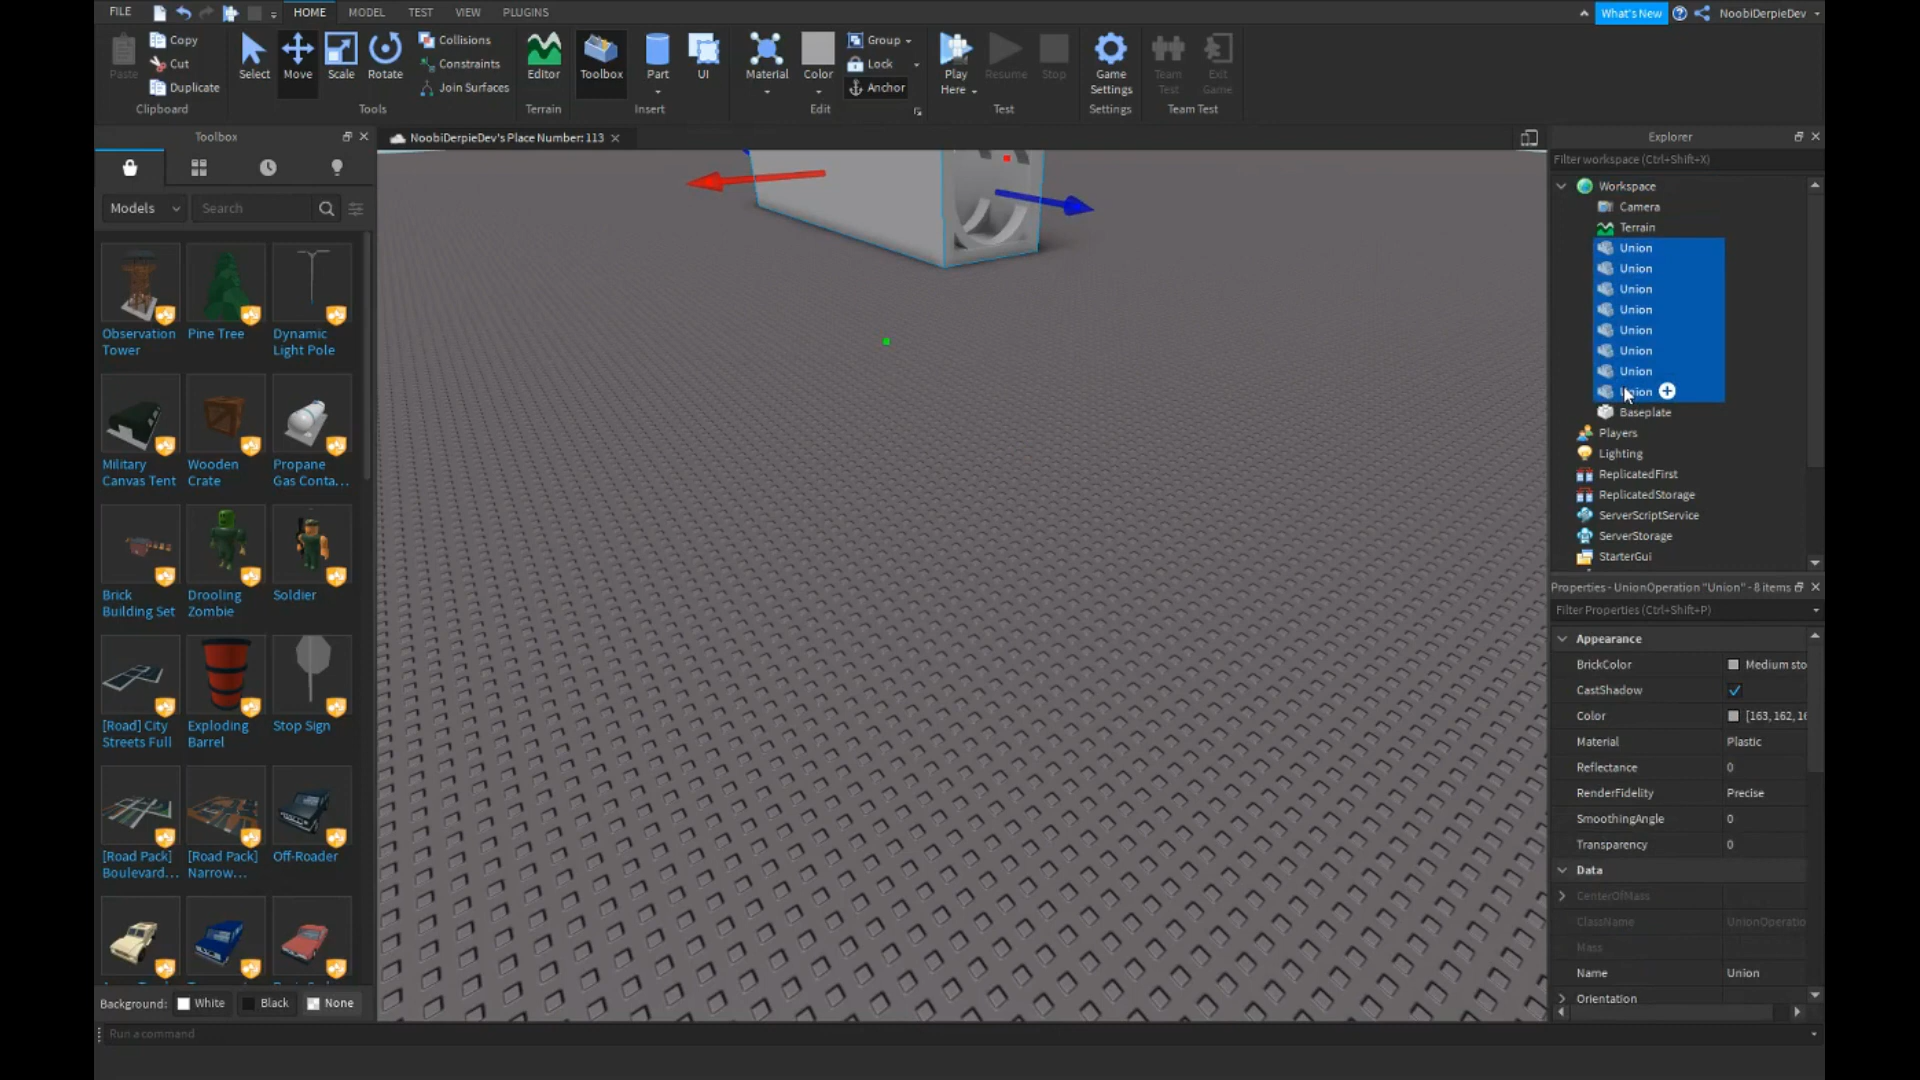 FILE
HOME
MODEL
TEST
VIEW
PLUGINS
What's New
NoobiDerpieDev
Paste
Copy
Cut
Duplicate
Clipboard
Select
Move
Scale
Rotate
Collisions
Constraints
Join Surfaces
Tools
Editor
Terrain
Toolbox
Part
UI
Insert
Material
Color
Group
Lock
Anchor
Edit
Play
Here
Resume
Stop
Test
Game
Settings
Settings
Team
Test
Exit
Game
Team Test
Toolbox
NoobiDerpieDev's Place Number: 113
Models
Search
Observation
Tower
Pine Tree
Dynamic
Light Pole
Military
Canvas Tent
Wooden
Crate
Propane
Gas Conta...
Brick
Building Set
Drooling
Zombie
Soldier
[Road] City
Streets Full
Exploding
Barrel
Stop Sign
[Road Pack]
Boulevard...
[Road Pack]
Narrow...
Off-Roader
Background:
White
Black
None
Run a command
Explorer
Filter workspace (Ctrl+Shift+X)
Workspace
Camera
Terrain
Union
Union
Union
Union
Union
Union
Union
Union
Baseplate
Players
Lighting
ReplicatedFirst
ReplicatedStorage
ServerScriptService
ServerStorage
StarterGui
Properties - UnionOperation "Union" - 8 items
Filter Properties (Ctrl+Shift+P)
Appearance
BrickColor
Medium sto
CastShadow
Color
[163, 162, 16
Material
Plastic
Reflectance
0
RenderFidelity
Precise
SmoothingAngle
0
Transparency
0
Data
CenterOfMass
ClassName
UnionOperatio
Mass
Name
Union
Orientation